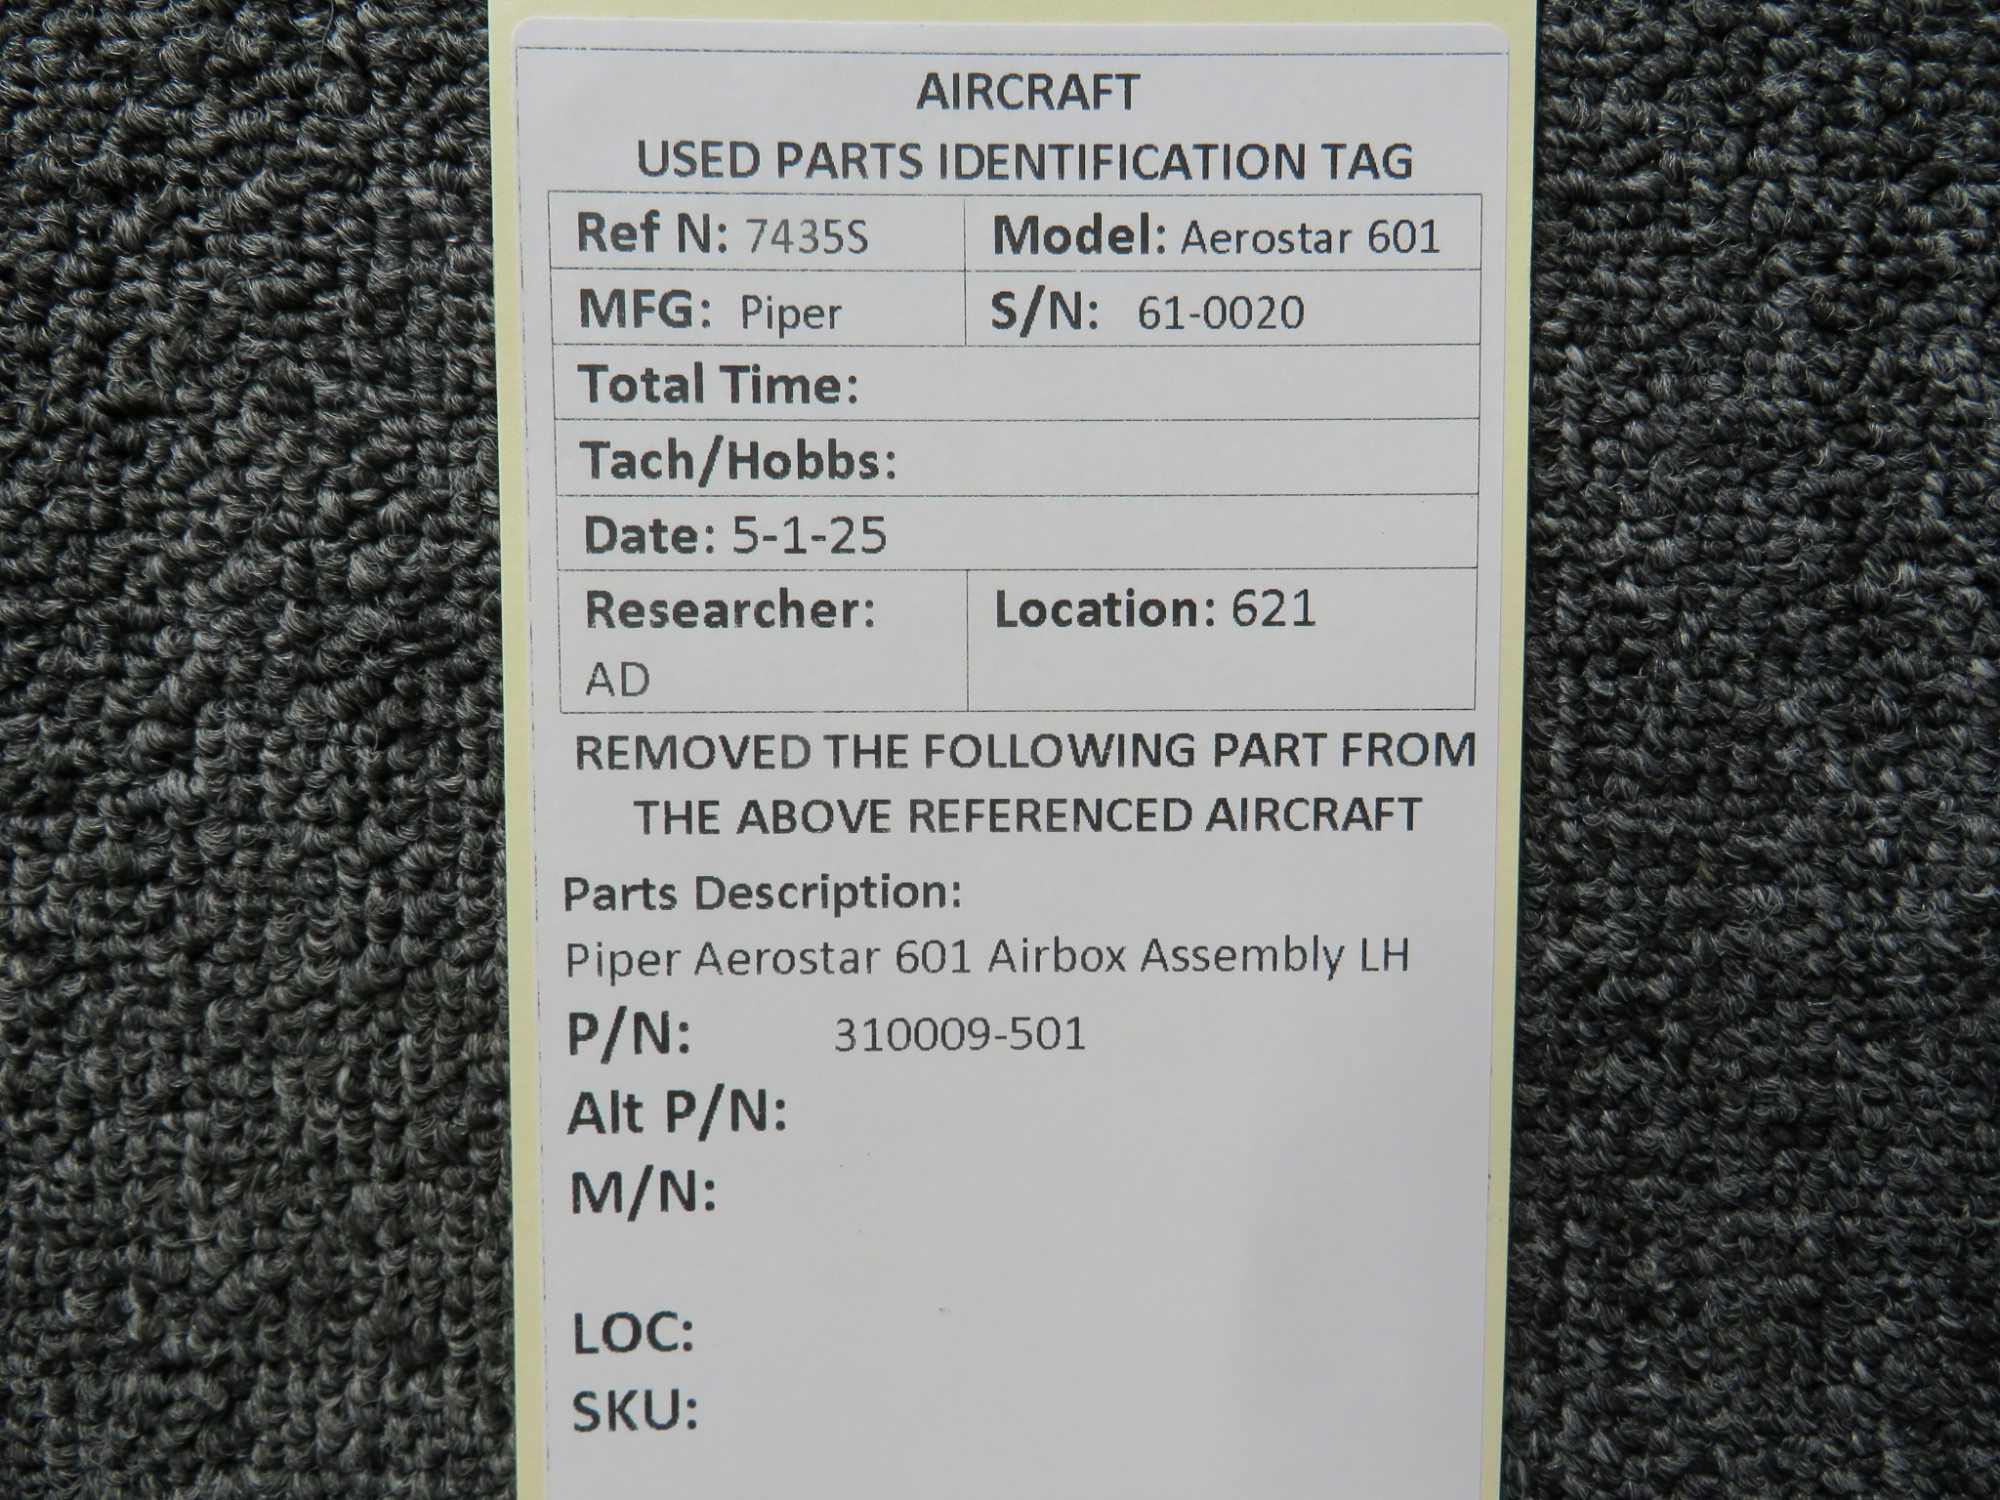 AIRCRAFT
USED PARTS IDENTIFICATION TAG
Ref N: 7435S Model: Aerostar 601
MFG: Piper S/N: 61-0020
Total Time:
Tach/Hobbs:
Date: 5-1-25
Researcher: Location: 621
AD
REMOVED THE FOLLOWING PART FROM
THE ABOVE REFERENCED AIRCRAFT
Parts Description:
Piper Aerostar 601 Airbox Assembly LH
P/N: 310009-501
Alt P/N:
M/N:
LOC:
SKU: